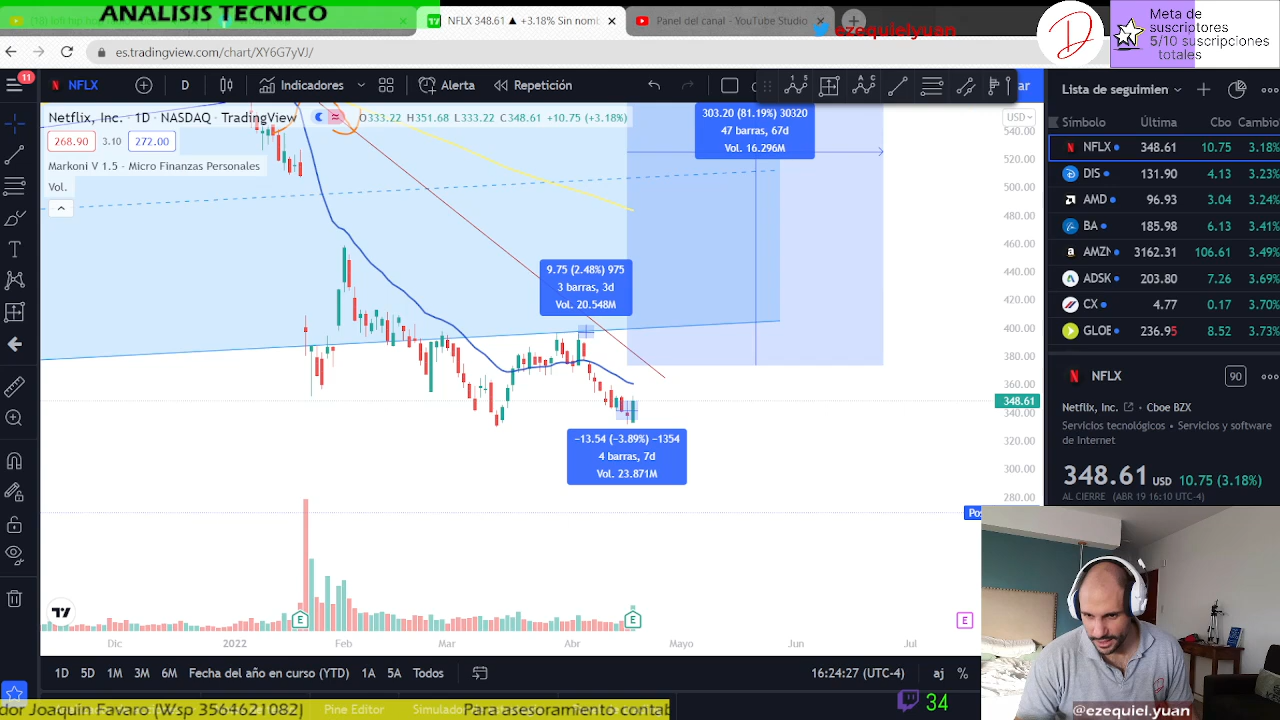 ANALISIS TECNICO
NFLX 348.61 ▲ +3.18% Sin nomb
Panel del canal - YouTube Studio
ezequielyuan
Meta de
5/10 suscripciones
totales
es.tradingview.com/chart/XY6G7yVJ/
11
NFLX
D
Indicadores
Alerta
Repetición
Lista de seguimien
Netflix, Inc. · 1D · NASDAQ · TradingView
O333.22 H351.68 L333.22 C348.61 +10.75 (+3.18%)
268.90
3.10
272.00
Markoni V 1.5 - Micro Finanzas Personales
Vol.
303.20 (81.19%) 30320
47 barras, 67d
Vol. 16.296M
9.75 (2.48%) 975
3 barras, 3d
Vol. 20.548M
−13.54 (−3.89%) −1354
4 barras, 7d
Vol. 23.871M
USD
540.00
520.00
500.00
480.00
460.00
440.00
420.00
400.00
380.00
360.00
348.61
340.00
320.00
300.00
280.00
Pos
Símbolo Última Cbo Cambio
NFLX 348.61 10.75 3.18%
DIS 131.90 4.13 3.23%
AMD 96.93 3.04 3.24%
BA 185.98 6.13 3.41%
AMZN 3162.31 106.61 3.49%
ADSK 203.80 7.26 3.69%
CX 4.77 0.17 3.70%
GLOB 236.95 8.52 3.73%
NFLX
90
Netflix, Inc.
Cboe BZX
Servicios tecnológicos • Software y servicios
de Internet
348.61 USD 10.75 (3.18%)
AL CIERRE (ABR 19 16:10 UTC-4)
E
E
E
Dic 2022 Feb Mar Abr Mayo Jun Jul
1D 5D 1M 3M 6M Fecha del año en curso (YTD) 1A 5A Todos
16:24:27 (UTC-4)
aj %
dor Joaquin Favaro (Wsp 3504621082)
Pine Editor
Para asesoramiento contab
34
@ezequiel.yuan